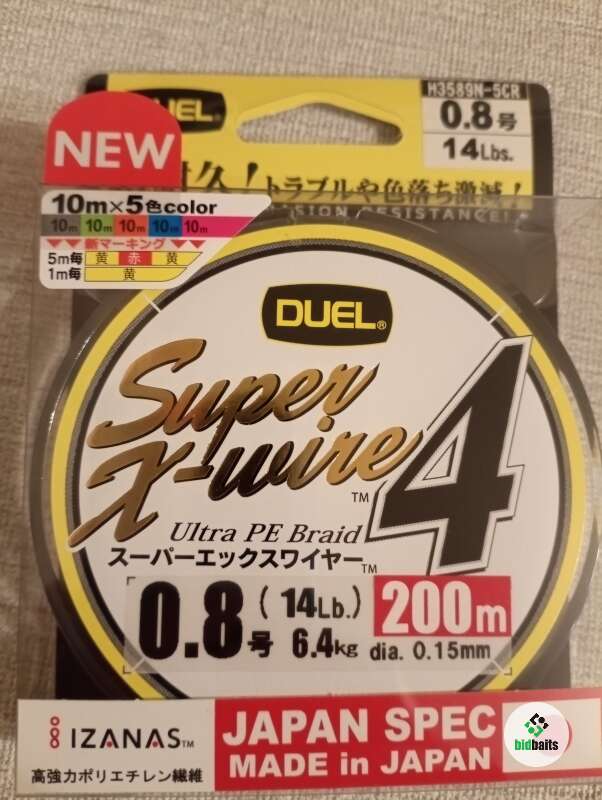 DUEL
M3589N-5CR
0.8号
14Lbs.
NEW
久！トラブルや色落ち激減！
SION RESISTANCE!
10m×5色color
10m 10m 10m 10m 10m
新マーキング
5m毎 黄 赤 黄
1m毎 黄
DUEL®
Super
X-wire 4
TM
Ultra PE Braid
スーパーエックスワイヤー TM
0.8号 (14Lb.) 6.4kg
200m
dia. 0.15mm
IZANAS TM
高強力ポリエチレン繊維
JAPAN SPEC
MADE in JAPAN
bidbaits